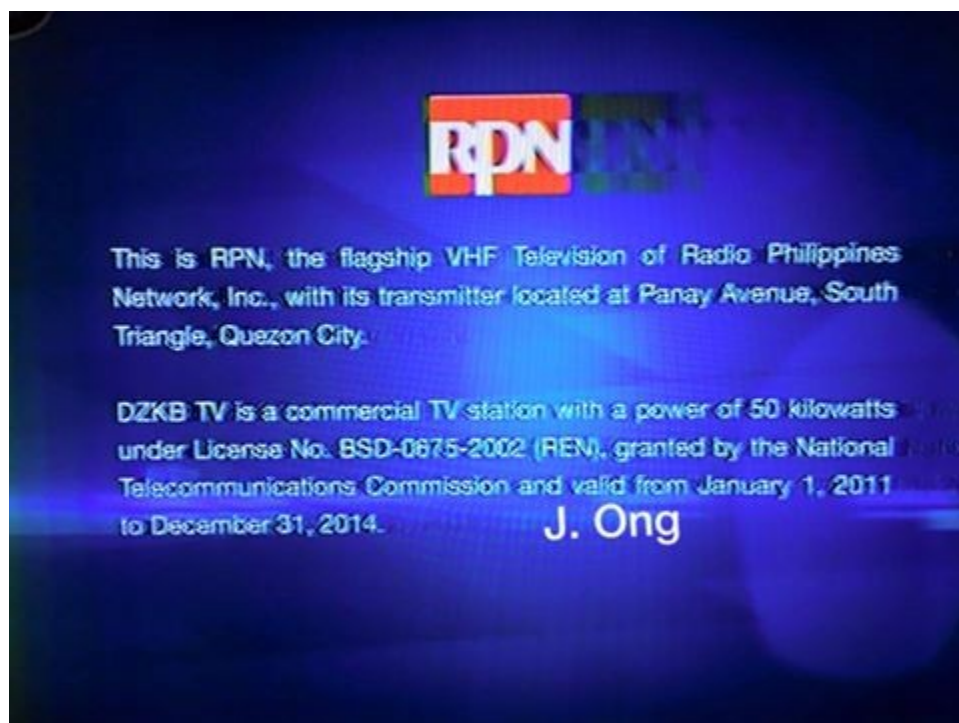 RPN
This is RPN, the flagship VHF Television of Radio Philippines
Network, Inc., with its transmitter located at Panay Avenue, South
Triangle, Quezon City.
DZKB TV is a commercial TV station with a power of 50 kilowatts
under License No. BSD-0675-2002 (REN), granted by the National
Telecommunications Commission and valid from January 1, 2011
to December 31, 2014.
J. Ong